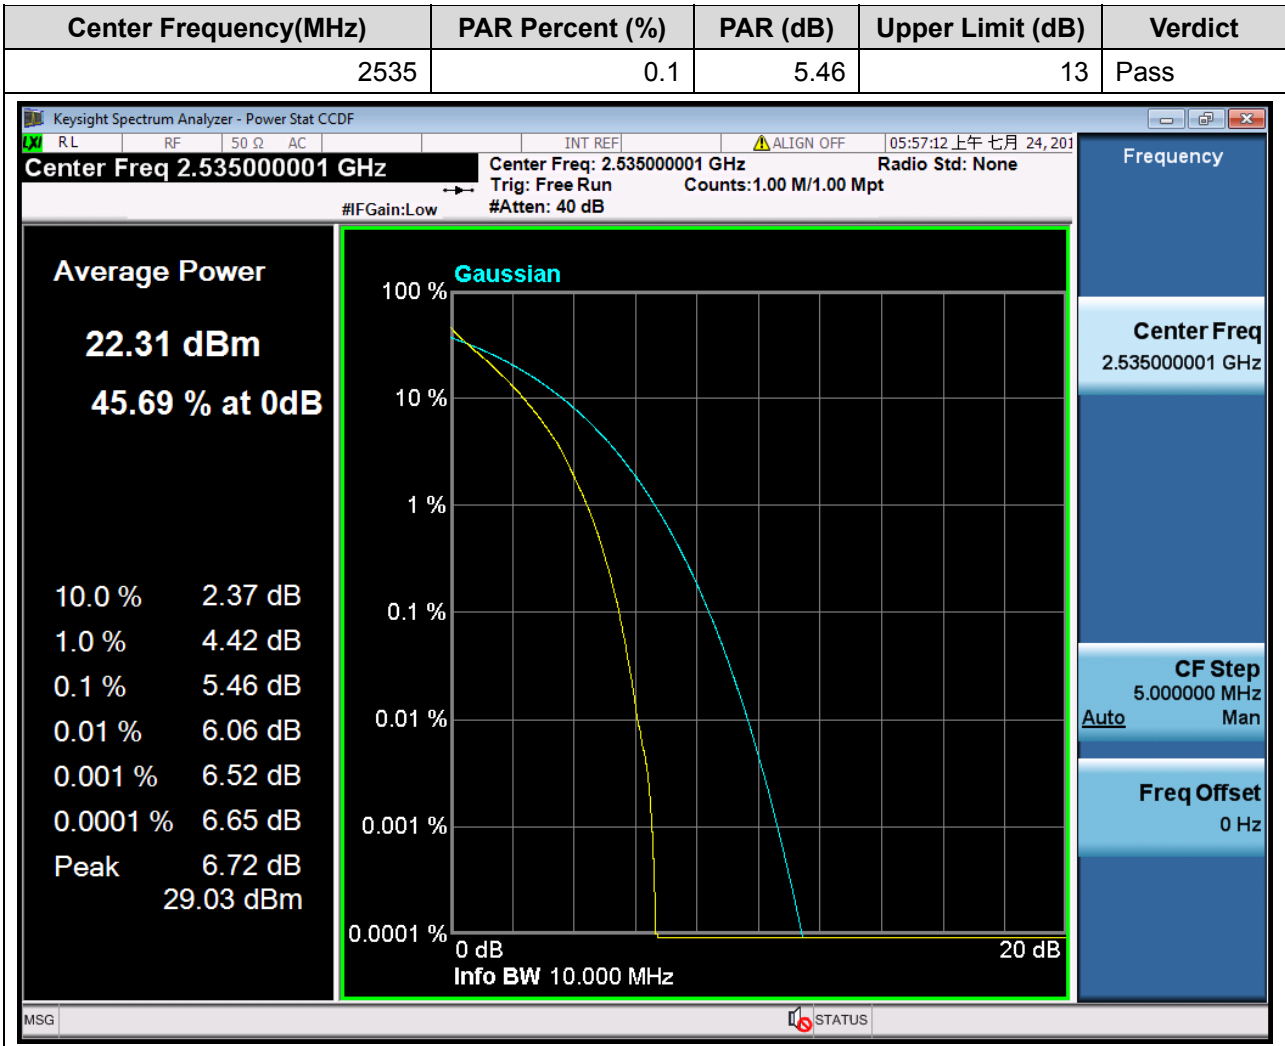 Center Frequency(MHz) PAR Percent (%) PAR (dB) Upper Limit (dB) Verdict
2535 0.1 5.46 13 Pass
Keysight Spectrum Analyzer - Power Stat CCDF
LXI RL RF 50 Ω AC INT REF ALIGN OFF 05:57:12 上午 七月 24, 201
Center Freq 2.535000001 GHz
Center Freq: 2.535000001 GHz Radio Std: None
Trig: Free Run Counts:1.00 M/1.00 Mpt
#IFGain:Low #Atten: 40 dB
Frequency
Average Power
22.31 dBm
45.69 % at 0dB
10.0 % 2.37 dB
1.0 % 4.42 dB
0.1 % 5.46 dB
0.01 % 6.06 dB
0.001 % 6.52 dB
0.0001 % 6.65 dB
Peak 6.72 dB
29.03 dBm
Gaussian
100 %
10 %
1 %
0.1 %
0.01 %
0.001 %
0.0001 %
0 dB 20 dB
Info BW 10.000 MHz
Center Freq
2.535000001 GHz
CF Step
5.000000 MHz
Auto Man
Freq Offset
0 Hz
MSG STATUS